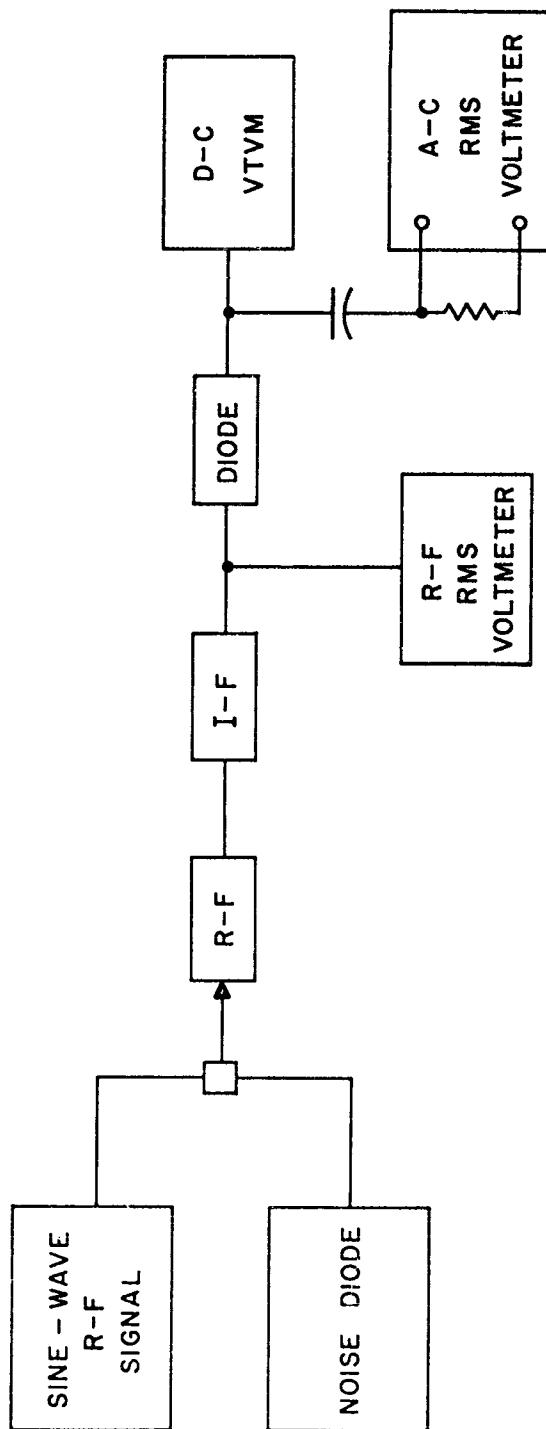 SINE-WAVE
R-F
SIGNAL
NOISE DIODE
R-F
I-F
DIODE
R-F
RMS
VOLTMETER
D-C
VTVM
A-C
RMS
VOLTMETER